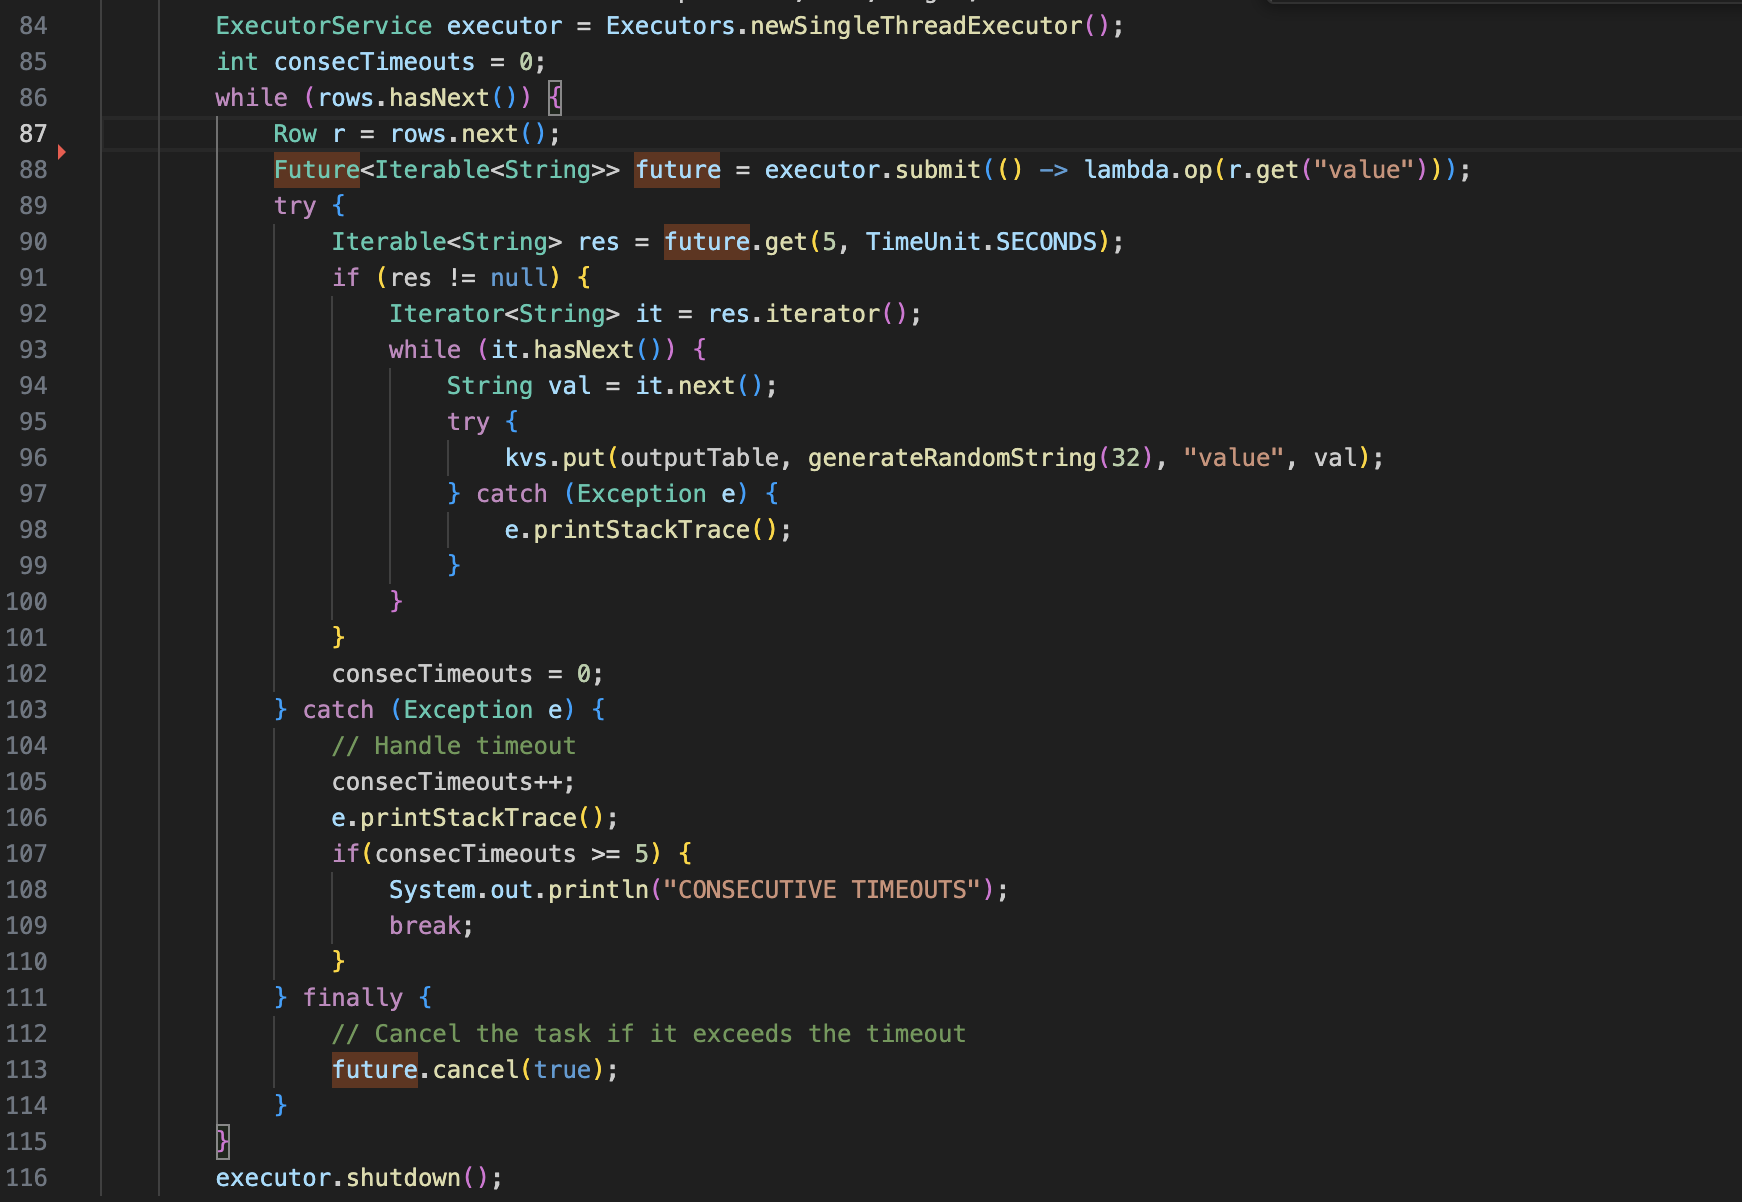 84 ExecutorService executor = Executors.newSingleThreadExecutor();
85 int consecTimeouts = 0;
86 while (rows.hasNext()) {
87 Row r = rows.next();
88 Future<Iterable<String>> future = executor.submit(() -> lambda.op(r.get("value")));
89 try {
90 Iterable<String> res = future.get(5, TimeUnit.SECONDS);
91 if (res != null) {
92 Iterator<String> it = res.iterator();
93 while (it.hasNext()) {
94 String val = it.next();
95 try {
96 kvs.put(outputTable, generateRandomString(32), "value", val);
97 } catch (Exception e) {
98 e.printStackTrace();
99 }
100 }
101 }
102 consecTimeouts = 0;
103 } catch (Exception e) {
104 // Handle timeout
105 consecTimeouts++;
106 e.printStackTrace();
107 if(consecTimeouts >= 5) {
108 System.out.println("CONSECUTIVE TIMEOUTS");
109 break;
110 }
111 } finally {
112 // Cancel the task if it exceeds the timeout
113 future.cancel(true);
114 }
115 }
116 executor.shutdown();